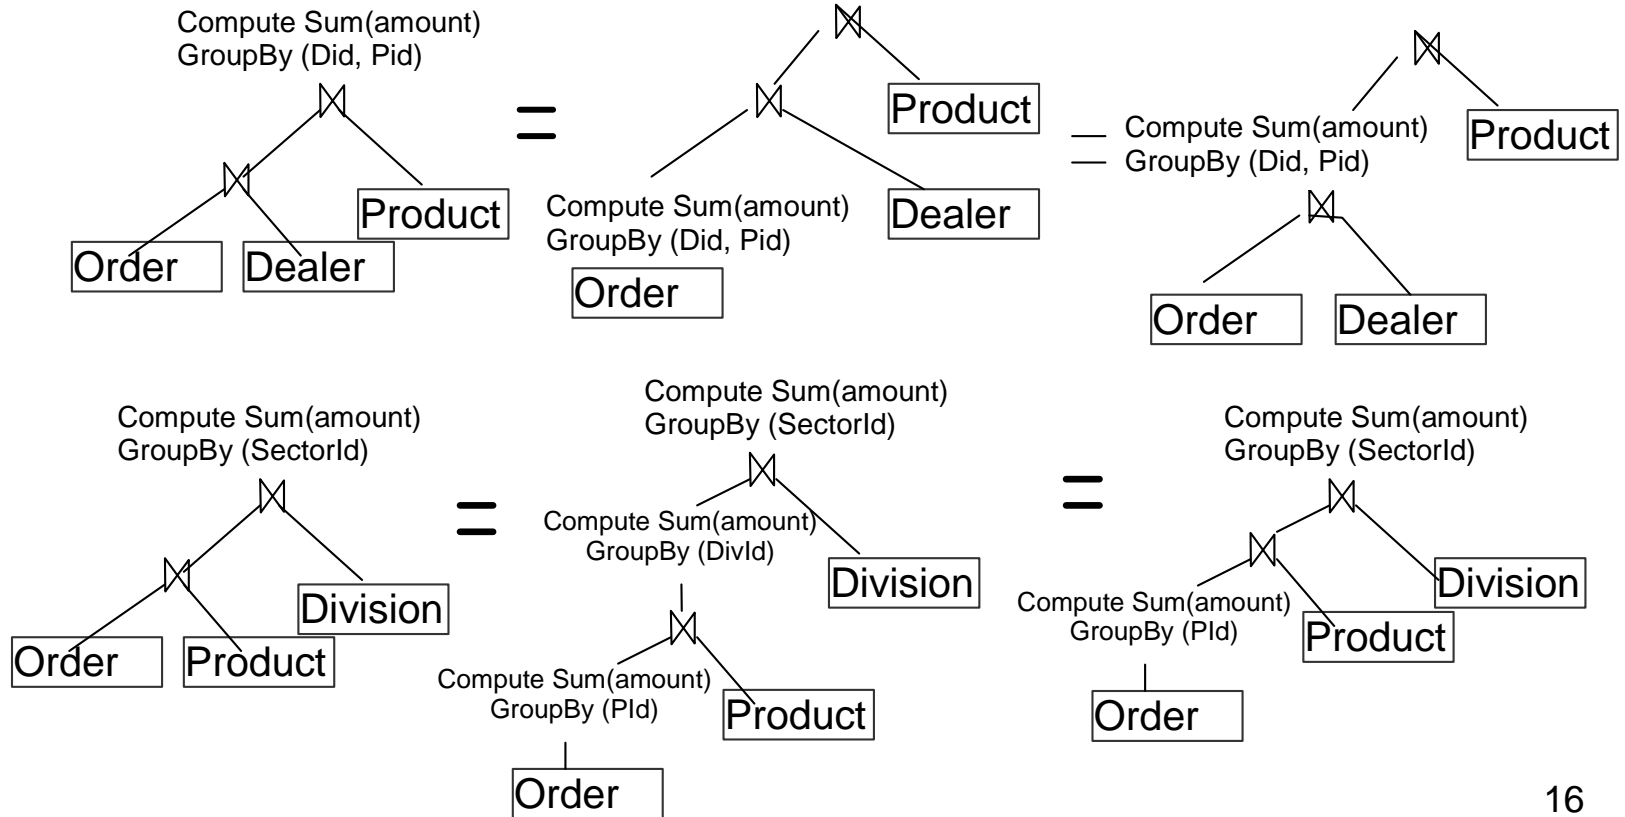 Compute Sum(amount)
GroupBy (Did, Pid)
Product
Order
Dealer
=
Product
Compute Sum(amount)
GroupBy (Did, Pid)
Dealer
Order
=
Compute Sum(amount)
GroupBy (Did, Pid)
Product
Order
Dealer
Compute Sum(amount)
GroupBy (SectorId)
Division
Order
Product
=
Compute Sum(amount)
GroupBy (SectorId)
Compute Sum(amount)
GroupBy (DivId)
Division
Compute Sum(amount)
GroupBy (PId)
Product
Order
=
Compute Sum(amount)
GroupBy (SectorId)
Division
Compute Sum(amount)
GroupBy (PId)
Product
Order
16